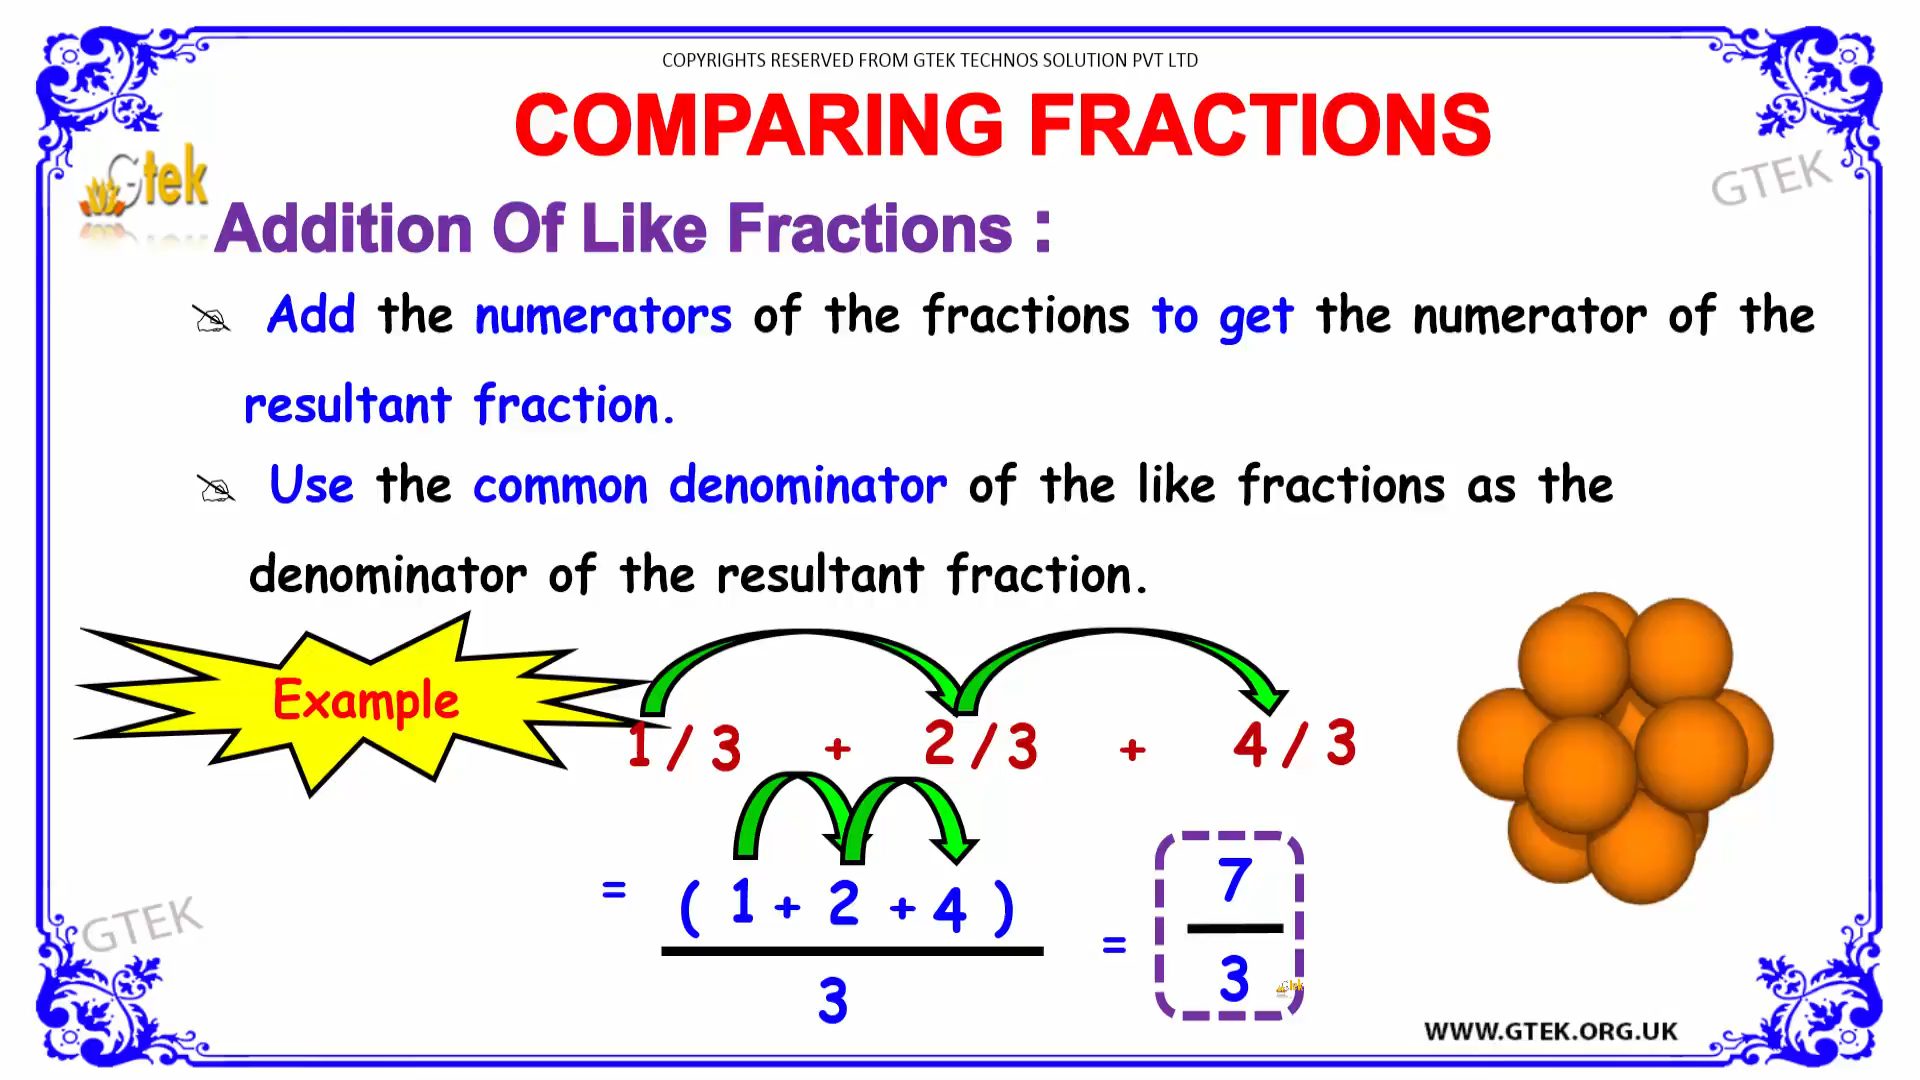 COPYRIGHTS RESERVED FROM GTEK TECHNOS SOLUTION PVT LTD
COMPARING FRACTIONS
Gtek
GTEK
Addition Of Like Fractions :
Add the numerators of the fractions to get the numerator of the
resultant fraction.
Use the common denominator of the like fractions as the
denominator of the resultant fraction.
Example
1 / 3 + 2 / 3 + 4 / 3
= ( 1 + 2 + 4 )
3
= 7
3
GTEK
Gtek
WWW.GTEK.ORG.UK